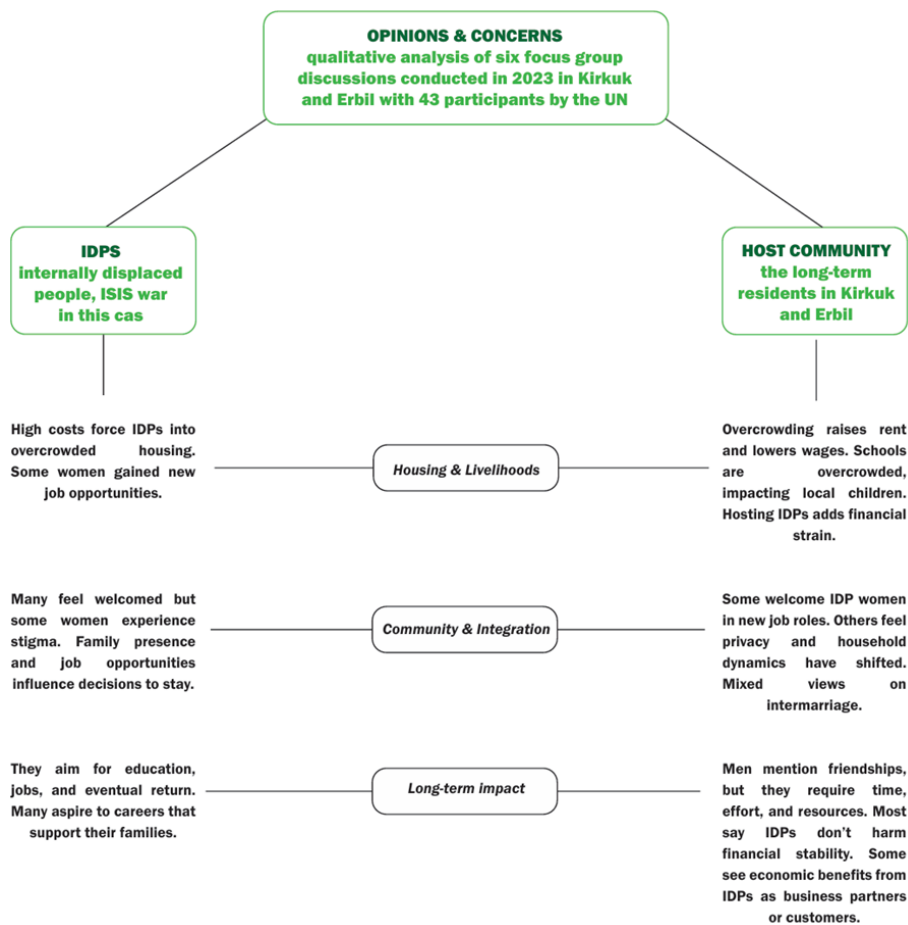 OPINIONS & CONCERNS
qualitative analysis of six focus group
discussions conducted in 2023 in Kirkuk
and Erbil with 43 participants by the UN
IDPS
internally displaced
people, ISIS war
in this cas
HOST COMMUNITY
the long-term
residents in Kirkuk
and Erbil
High costs force IDPs into
overcrowded housing.
Some women gained new
job opportunities.
Housing & Livelihoods
Overcrowding raises rent
and lowers wages. Schools
are overcrowded,
impacting local children.
Hosting IDPs adds financial
strain.
Many feel welcomed but
some women experience
stigma. Family presence
and job opportunities
influence decisions to stay.
Community & Integration
Some welcome IDP women
in new job roles. Others feel
privacy and household
dynamics have shifted.
Mixed views on
intermarriage.
They aim for education,
jobs, and eventual return.
Many aspire to careers that
support their families.
Long-term impact
Men mention friendships,
but they require time,
effort, and resources. Most
say IDPs don't harm
financial stability. Some
see economic benefits from
IDPs as business partners
or customers.